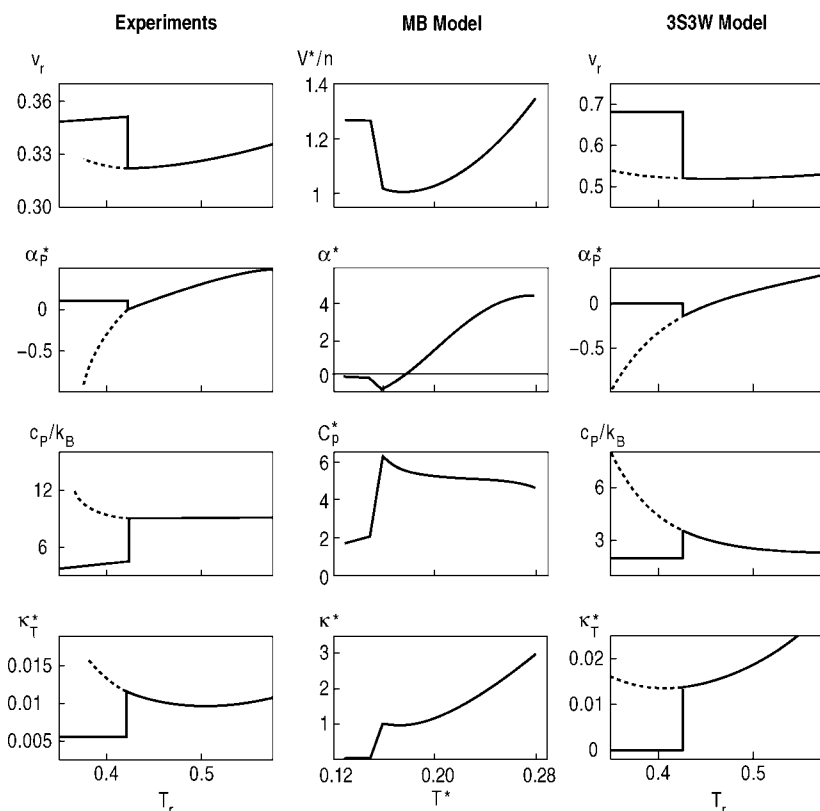 Experiments MB Model 3S3W Model
v_r V*/n v_r
0.36 1.4 0.7
0.33 1.2 0.6
0.30 1 0.5
α_P* α* α_P*
0 4 0
−0.5 2 −0.5
0
c_P/k_B C_p* c_P/k_B
12 6 6
6 4 3
2
0
κ_T* κ* κ_T*
0.015 3 0.02
0.010 2 0.01
0.005 1 0
0.4 0.5 0.12 0.20 0.28 0.4 0.5
T_r T* T_r